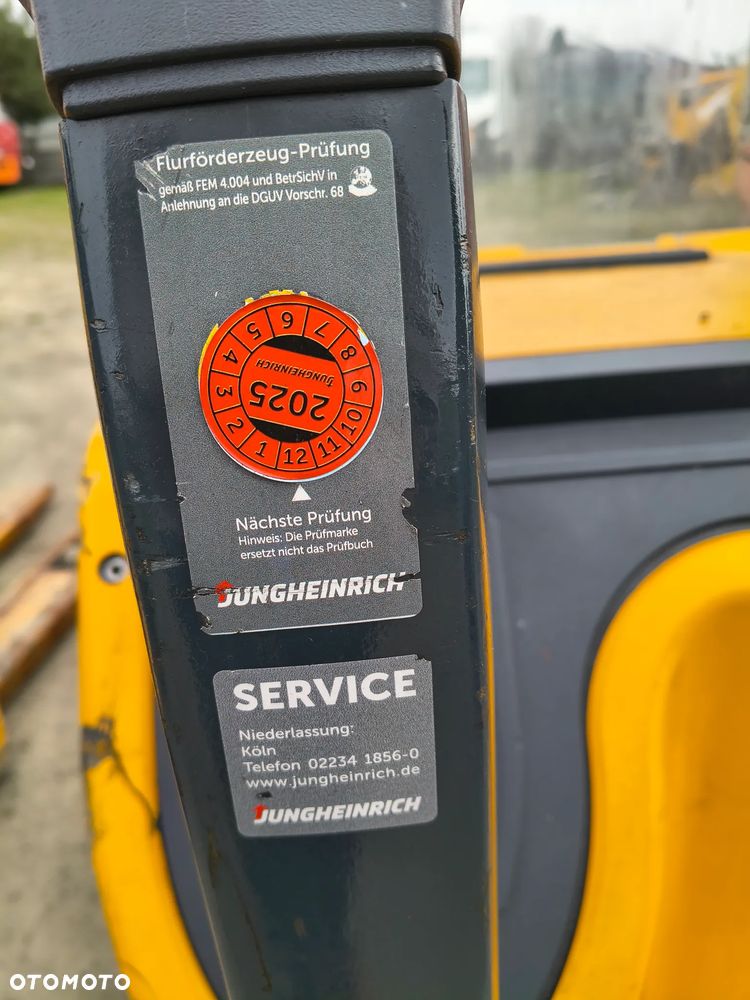 Flurförderzeug-Prüfung
gemäß FEM 4.004 und BetrSichV in
Anlehnung an die DGUV Vorschr. 68
1 2 3 4 5 6 7 8 9 10 11 12
JUNGHEINRICH
2025
Nächste Prüfung
Hinweis: Die Prüfmarke
ersetzt nicht das Prüfbuch
JUNGHEINRICH
SERVICE
Niederlassung:
Köln
Telefon 02234 1856-0
www.jungheinrich.de
JUNGHEINRICH
OTOMOTO